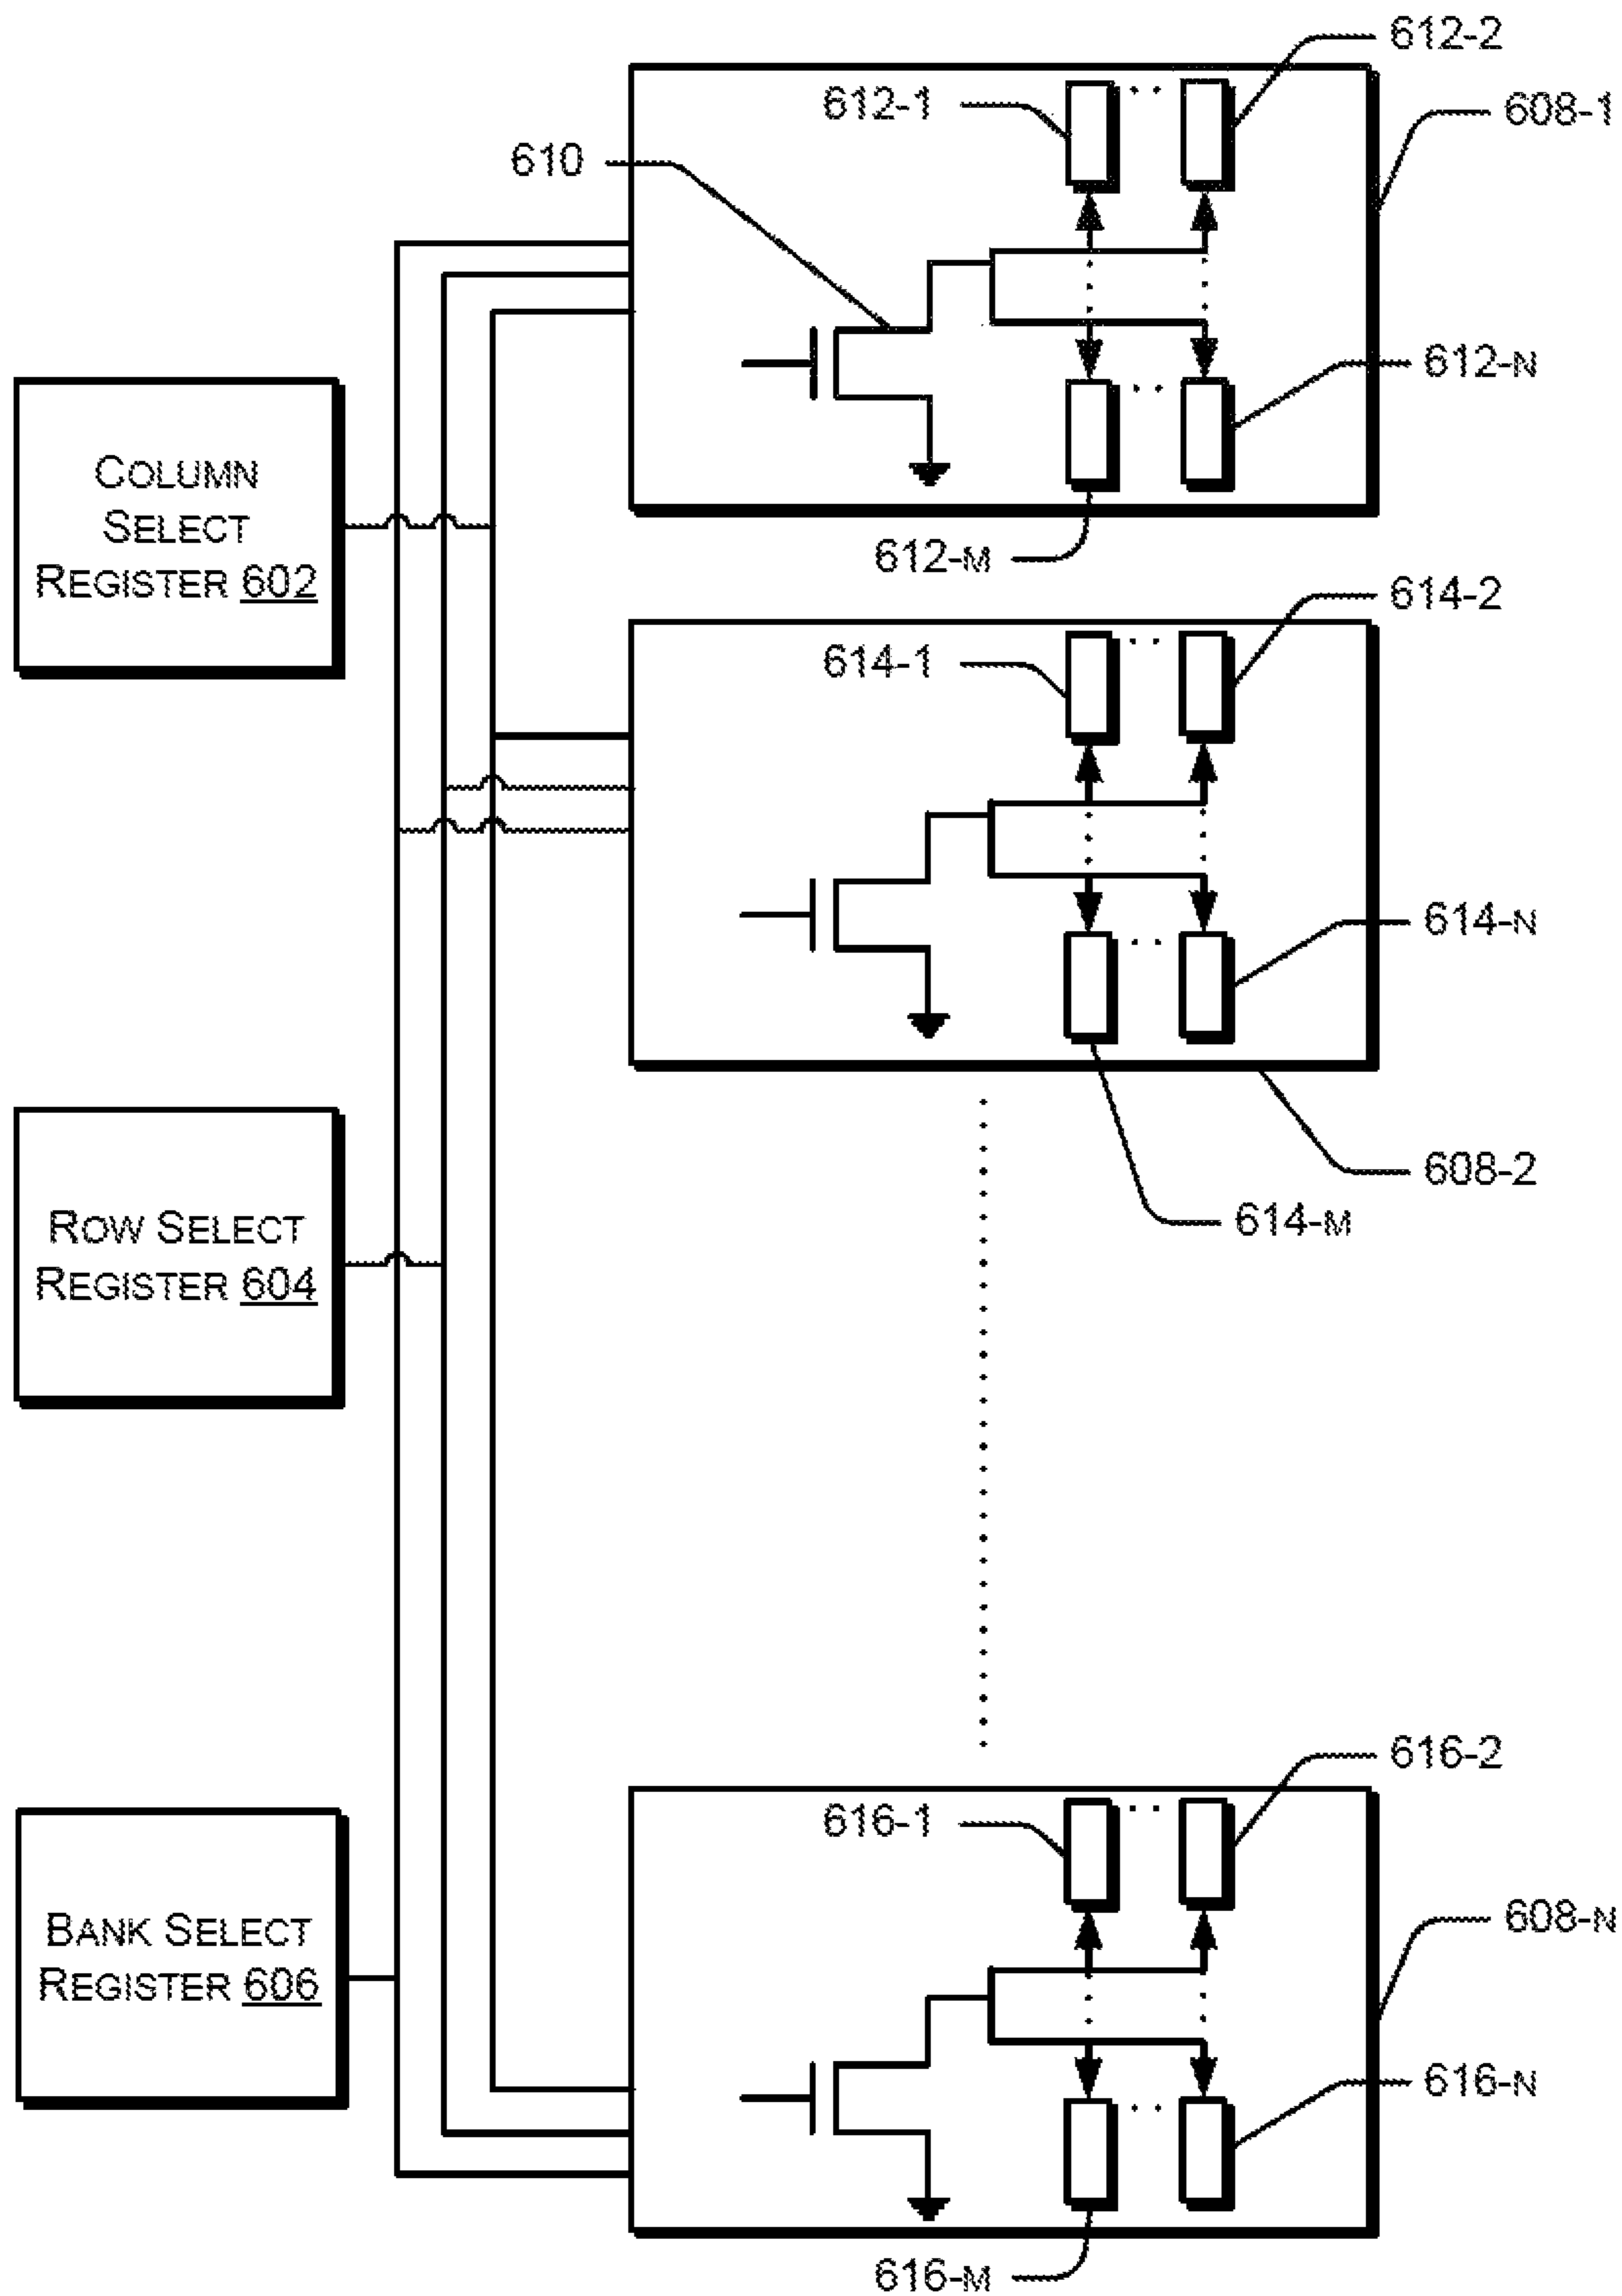 612-2
612-1
608-1
610
612-N
COLUMN
SELECT
REGISTER 602
612-M
614-2
614-1
614-N
608-2
614-M
ROW SELECT
REGISTER 604
616-2
616-1
608-N
BANK SELECT
REGISTER 606
616-N
616-M